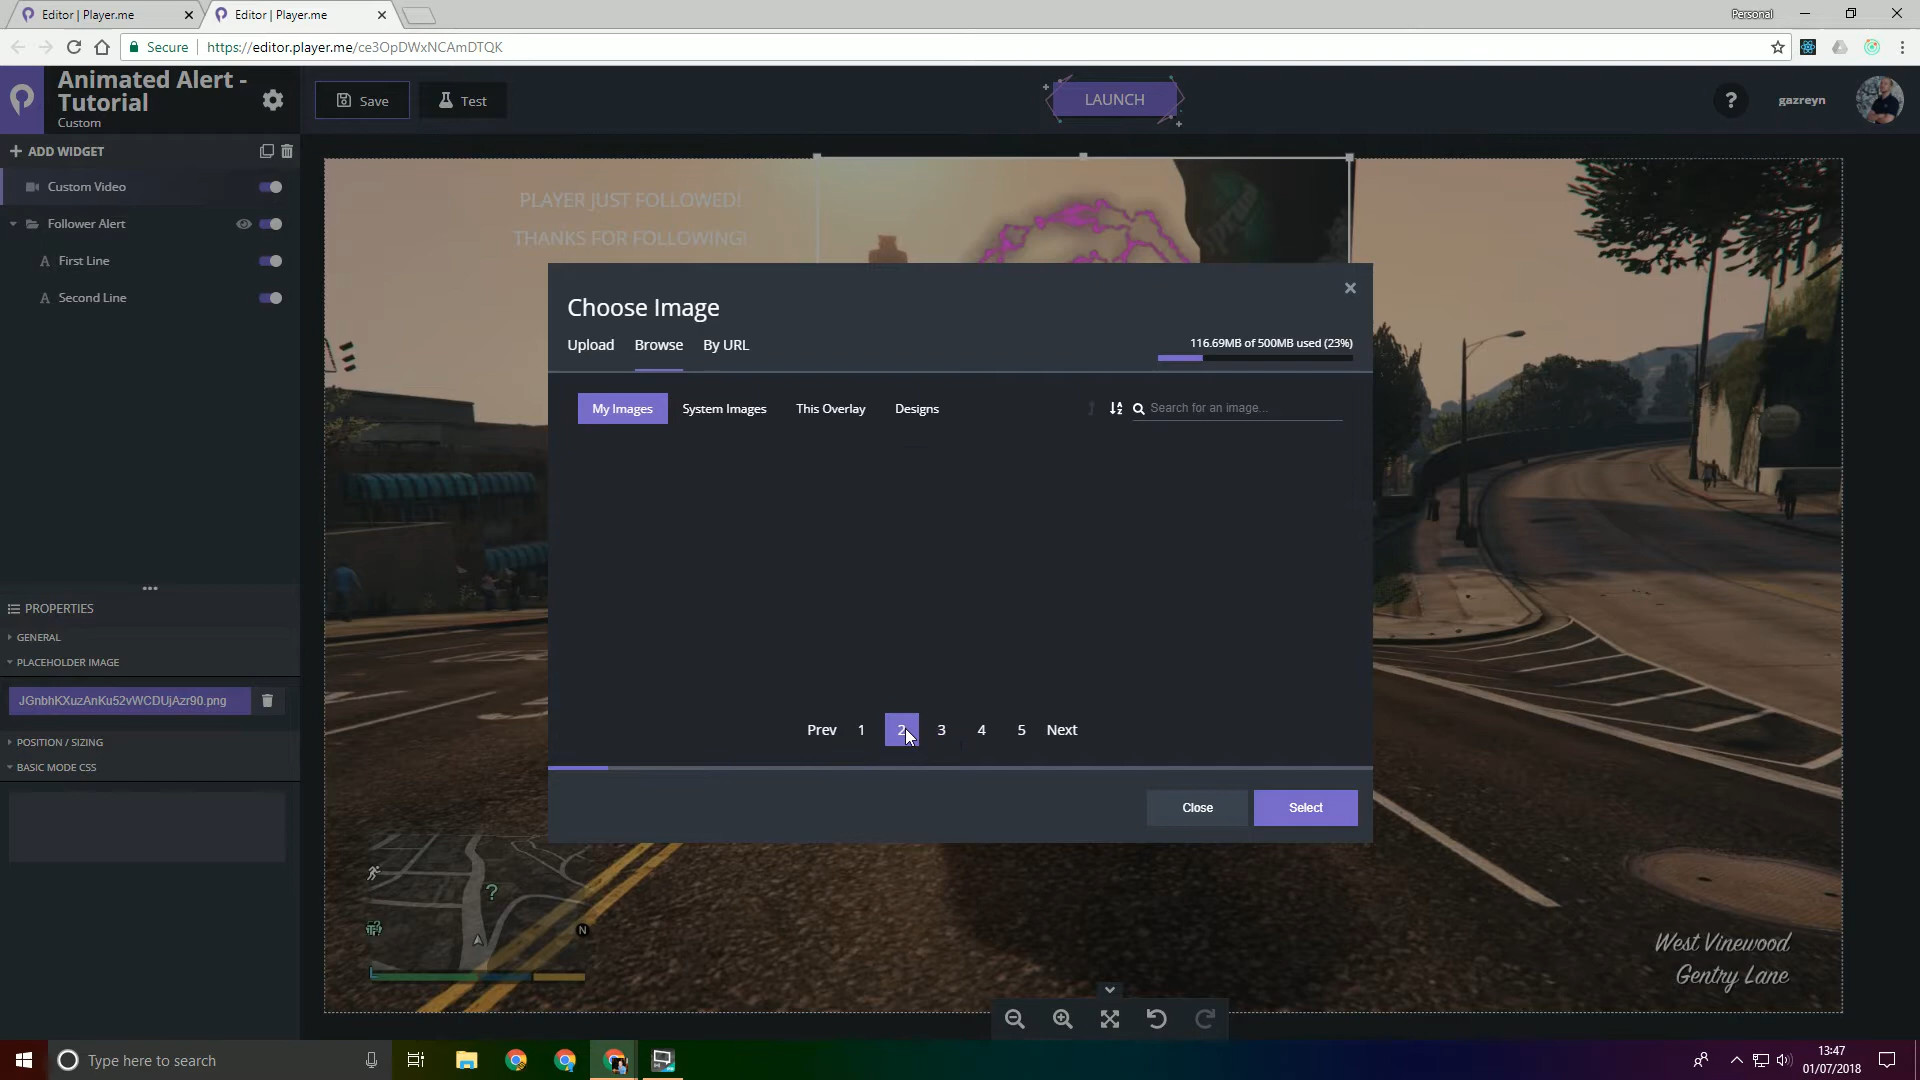 Editor | Player.me
Editor | Player.me
Personal
Secure
https://editor.player.me/ce3OpDWxNCAmDTQK
Animated Alert -
Tutorial
Custom
Save
Test
LAUNCH
?
gazreyn
ADD WIDGET
Custom Video
Follower Alert
First Line
Second Line
PLAYER JUST FOLLOWED!
THANKS FOR FOLLOWING!
Choose Image
Upload
Browse
By URL
116.69MB of 500MB used (23%)
My Images
System Images
This Overlay
Designs
Search for an image...
Prev 1 2 3 4 5 Next
Close
Select
PROPERTIES
GENERAL
PLACEHOLDER IMAGE
JGnbhKXuzAnKu52vWCDUjAzr90.png
POSITION / SIZING
BASIC MODE CSS
?
N
West Vinewood
Gentry Lane
Type here to search
13:47
01/07/2018